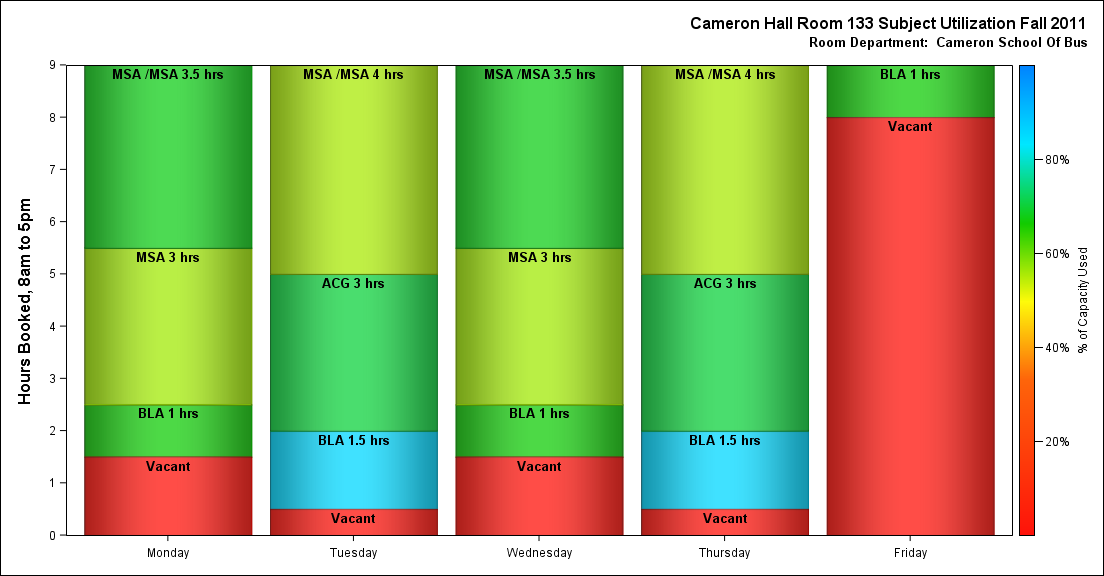 Cameron Hall Room 133 Subject Utilization Fall 2011
Room Department:  Cameron School Of Bus
Hours Booked, 8am to 5pm
9
8
7
6
5
4
3
2
1
0
MSA /MSA 3.5 hrs
MSA 3 hrs
BLA 1 hrs
Vacant
MSA /MSA 4 hrs
ACG 3 hrs
BLA 1.5 hrs
Vacant
MSA /MSA 3.5 hrs
MSA 3 hrs
BLA 1 hrs
Vacant
MSA /MSA 4 hrs
ACG 3 hrs
BLA 1.5 hrs
Vacant
BLA 1 hrs
Vacant
Monday
Tuesday
Wednesday
Thursday
Friday
80%
60%
40%
20%
% of Capacity Used